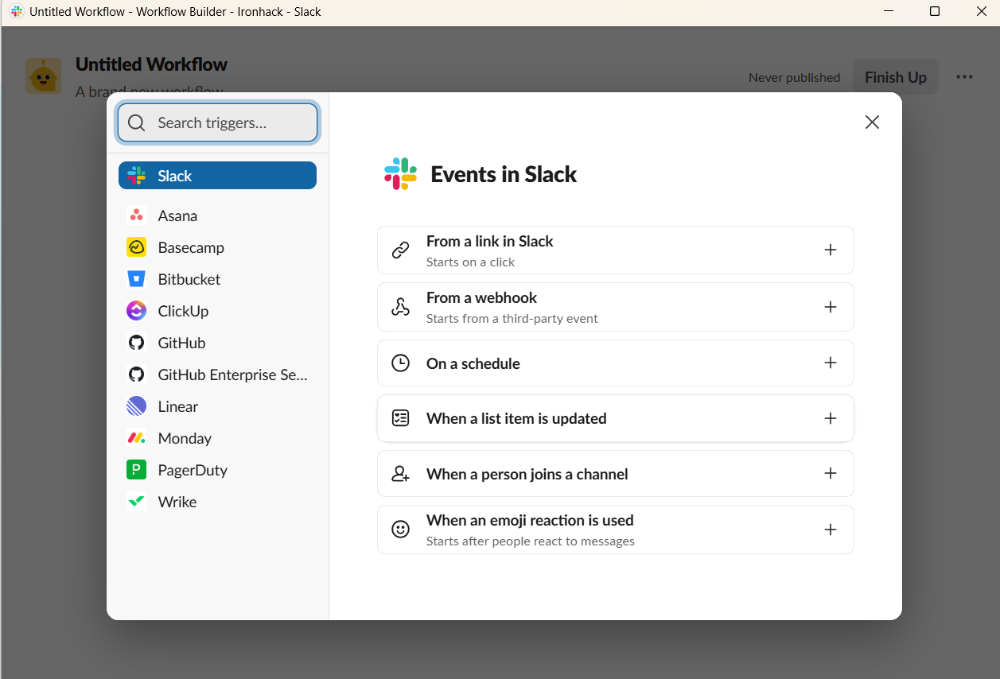 Untitled Workflow - Workflow Builder - Ironhack - Slack
Untitled Workflow
A brand new workflow
Never published
Finish Up
Search triggers...
Slack
Asana
Basecamp
Bitbucket
ClickUp
GitHub
GitHub Enterprise Se...
Linear
Monday
PagerDuty
Wrike
Events in Slack
From a link in Slack
Starts on a click
From a webhook
Starts from a third-party event
On a schedule
When a list item is updated
When a person joins a channel
When an emoji reaction is used
Starts after people react to messages